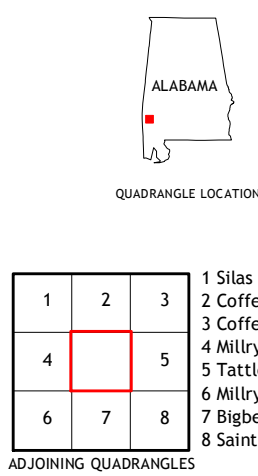 ALABAMA
QUADRANGLE LOCATION
1 2 3
4 5
6 7 8
1 Silas
2 Coffe
3 Coffe
4 Millry
5 Tattl
6 Millry
7 Bigbe
8 Saint
ADJOINING QUADRANGLES